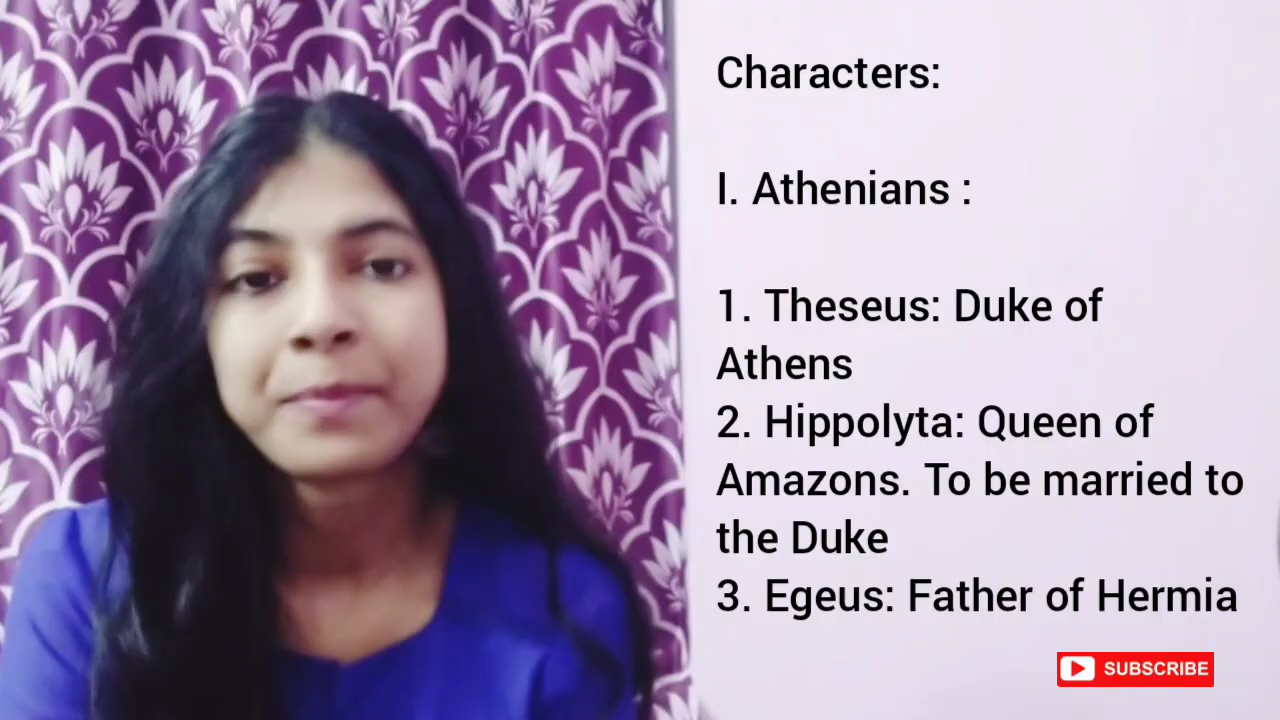 Characters:
I. Athenians :
1. Theseus: Duke of
Athens
2. Hippolyta: Queen of
Amazons. To be married to
the Duke
3. Egeus: Father of Hermia
SUBSCRIBE